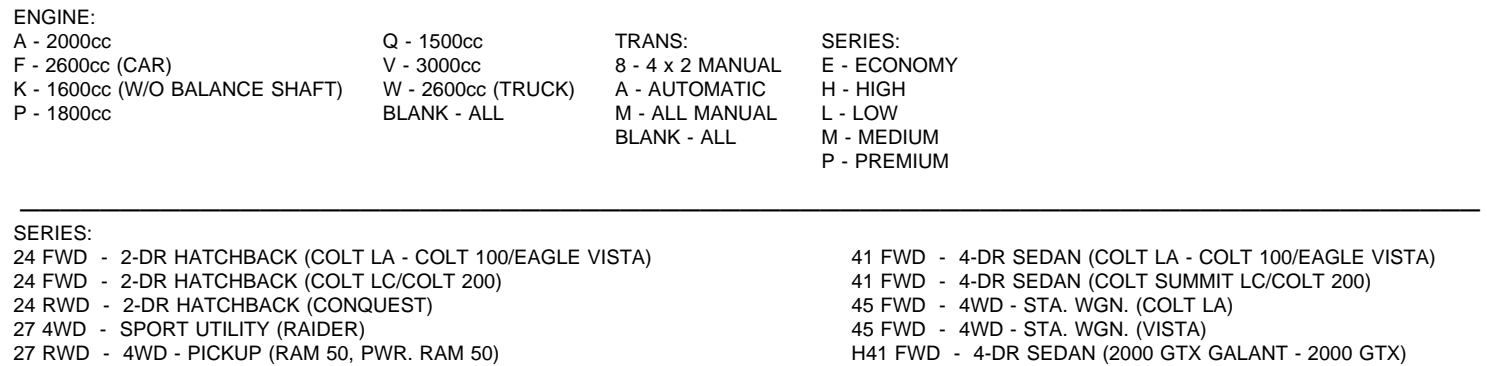 ENGINE:
A - 2000cc Q - 1500cc TRANS: SERIES:
F - 2600cc (CAR) V - 3000cc 8 - 4 x 2 MANUAL E - ECONOMY
K - 1600cc (W/O BALANCE SHAFT) W - 2600cc (TRUCK) A - AUTOMATIC H - HIGH
P - 1800cc BLANK - ALL M - ALL MANUAL L - LOW
BLANK - ALL M - MEDIUM
P - PREMIUM
SERIES:
24 FWD - 2-DR HATCHBACK (COLT LA - COLT 100/EAGLE VISTA) 41 FWD - 4-DR SEDAN (COLT LA - COLT 100/EAGLE VISTA)
24 FWD - 2-DR HATCHBACK (COLT LC/COLT 200) 41 FWD - 4-DR SEDAN (COLT SUMMIT LC/COLT 200)
24 RWD - 2-DR HATCHBACK (CONQUEST) 45 FWD - 4WD - STA. WGN. (COLT LA)
27 4WD - SPORT UTILITY (RAIDER) 45 FWD - 4WD - STA. WGN. (VISTA)
27 RWD - 4WD - PICKUP (RAM 50, PWR. RAM 50) H41 FWD - 4-DR SEDAN (2000 GTX GALANT - 2000 GTX)